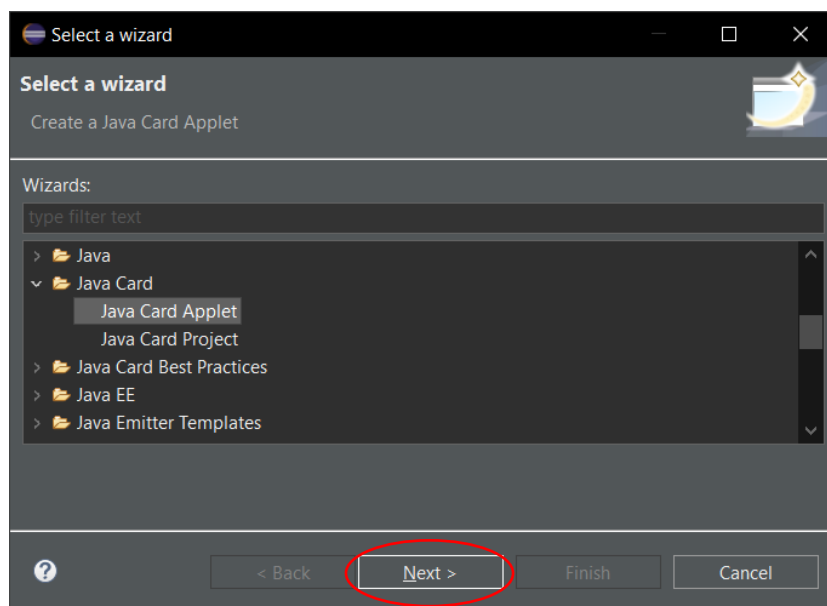 Select a wizard
Select a wizard
Create a Java Card Applet
Wizards:
type filter text
Java
Java Card
Java Card Applet
Java Card Project
Java Card Best Practices
Java EE
Java Emitter Templates
< Back Next > Finish Cancel